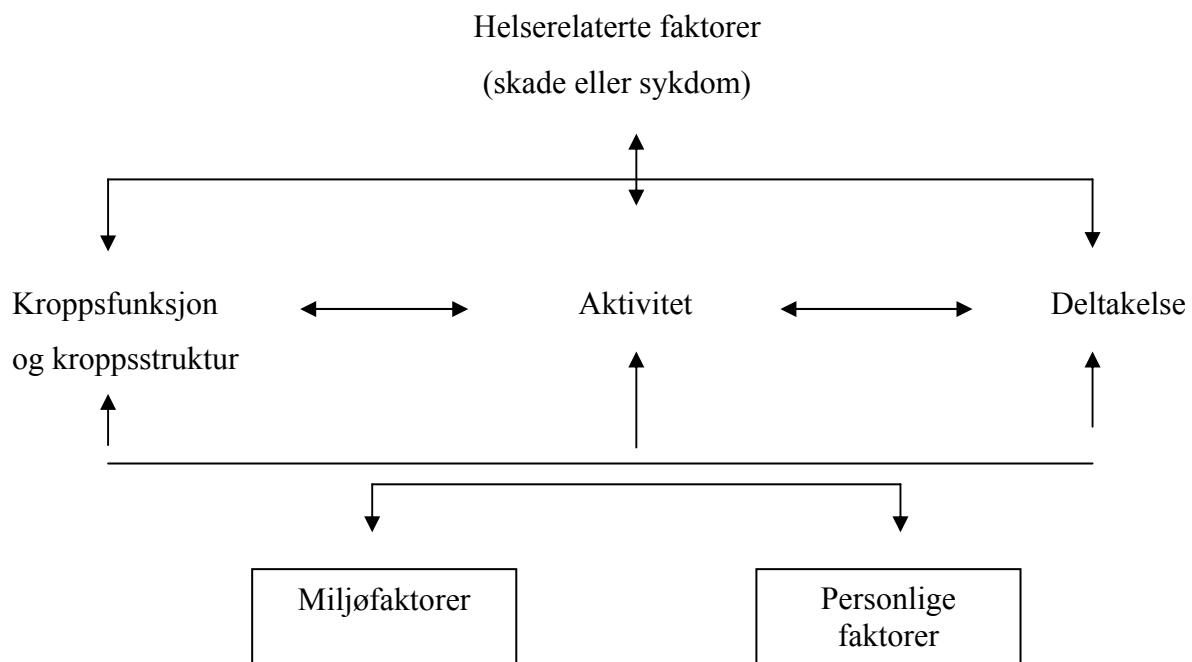 Helserelaterte faktorer
(skade eller sykdom)
Kroppsfunksjon
og kroppsstruktur
Aktivitet
Deltakelse
Miljøfaktorer
Personlige
faktorer